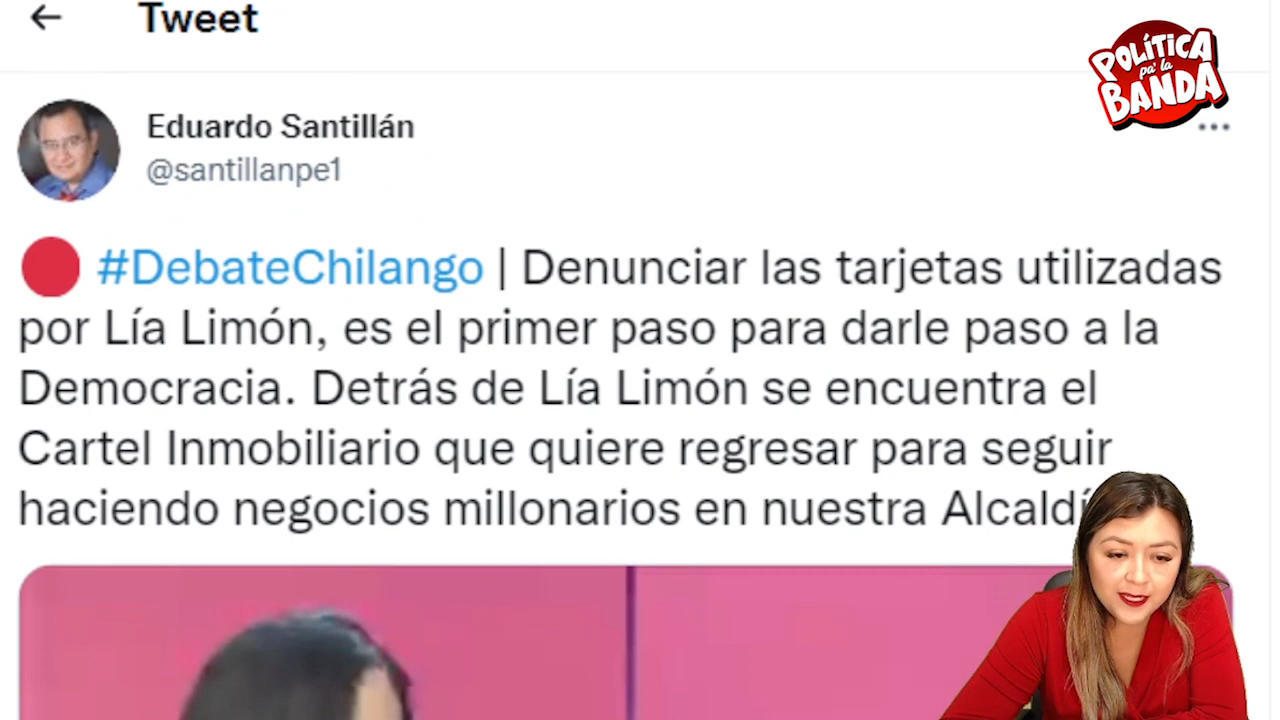 Tweet
POLÍTICA
pa' la
BANDA
Eduardo Santillán
@santillanpe1
#DebateChilango | Denunciar las tarjetas utilizadas
por Lía Limón, es el primer paso para darle paso a la
Democracia. Detrás de Lía Limón se encuentra el
Cartel Inmobiliario que quiere regresar para seguir
haciendo negocios millonarios en nuestra